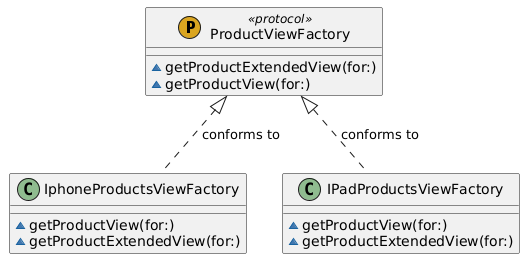 P
«protocol»
ProductViewFactory
getProductExtendedView(for:)
getProductView(for:)
conforms to
conforms to
C IphoneProductsViewFactory
getProductView(for:)
getProductExtendedView(for:)
C IPadProductsViewFactory
getProductView(for:)
getProductExtendedView(for:)